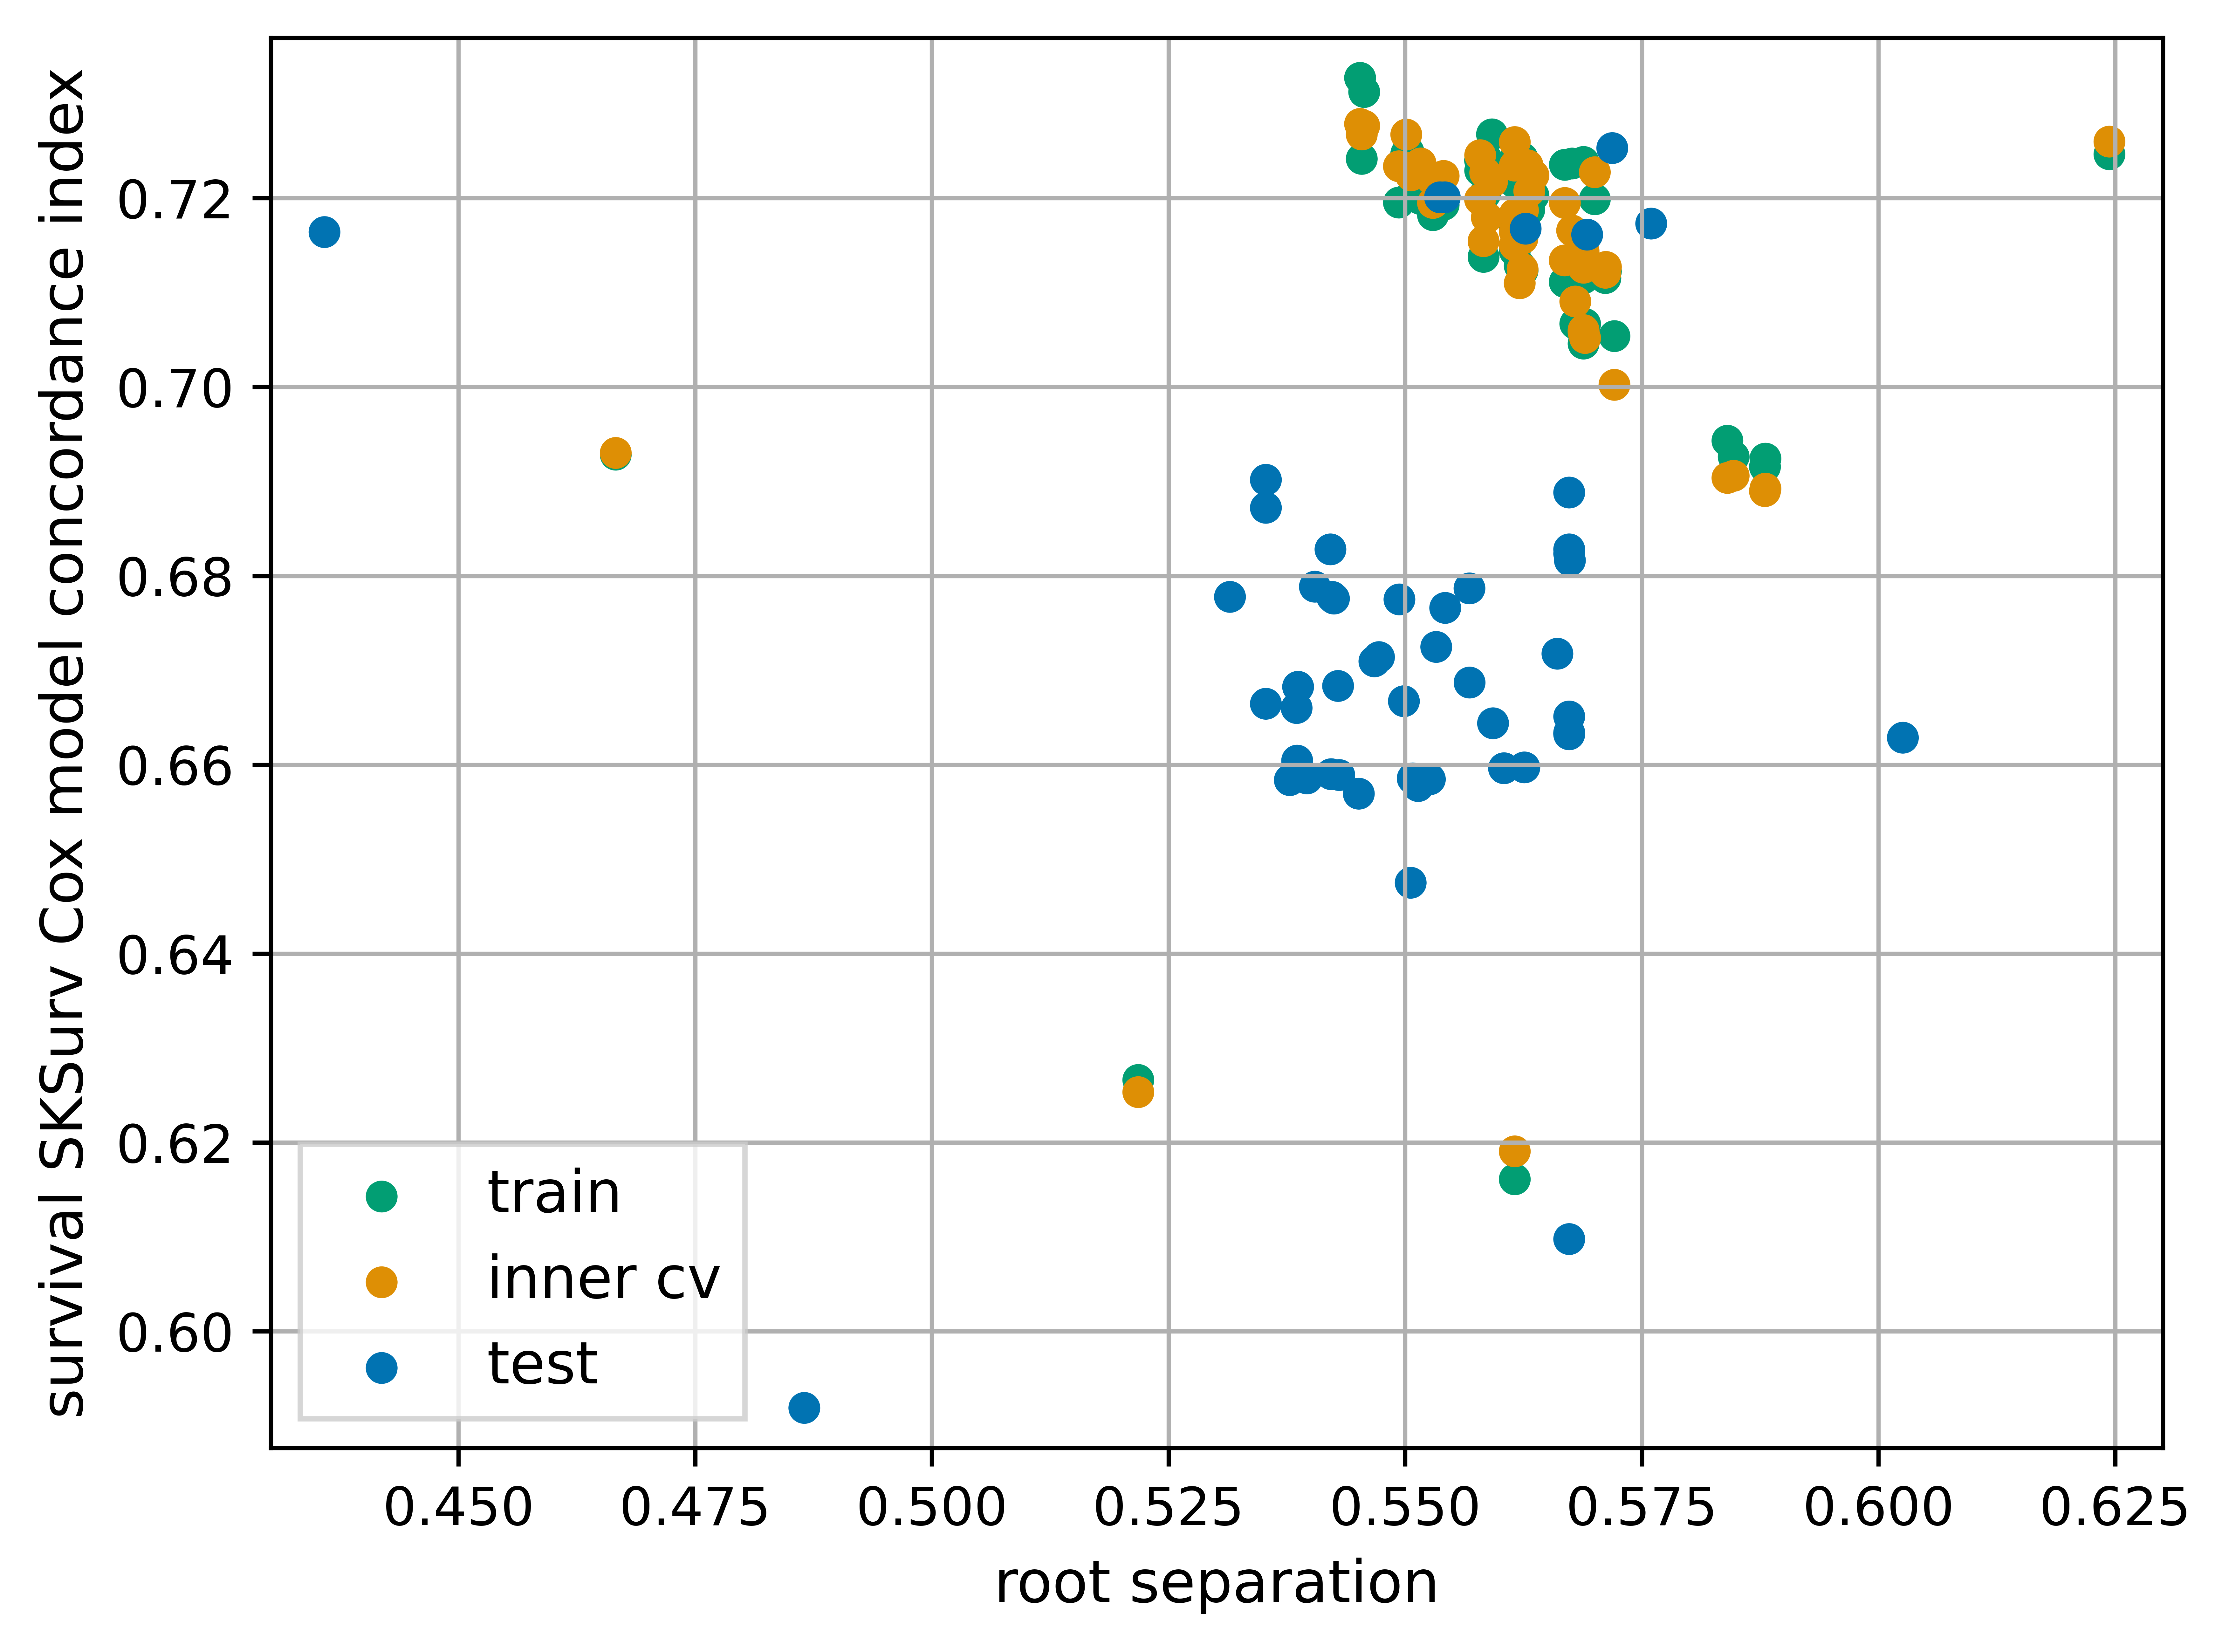 survival SKSurv Cox model concordance index
0.72
0.70
0.68
0.66
0.64
0.62
0.60
train
inner cv
test
0.450 0.475 0.500 0.525 0.550 0.575 0.600 0.625
root separation